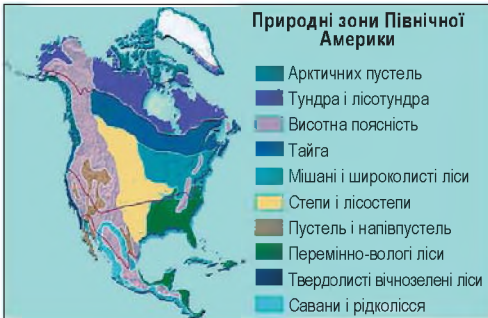 Природні зони Північної
Америки
Арктичних пустель
Тундра і лісотундра
Висотна поясність
Тайга
Мішані і широколисті ліси
Степи і лісостепи
Пустель і напівпустель
Перемінно-вологі ліси
Твердолисті вічнозелені ліси
Савани і рідколісся